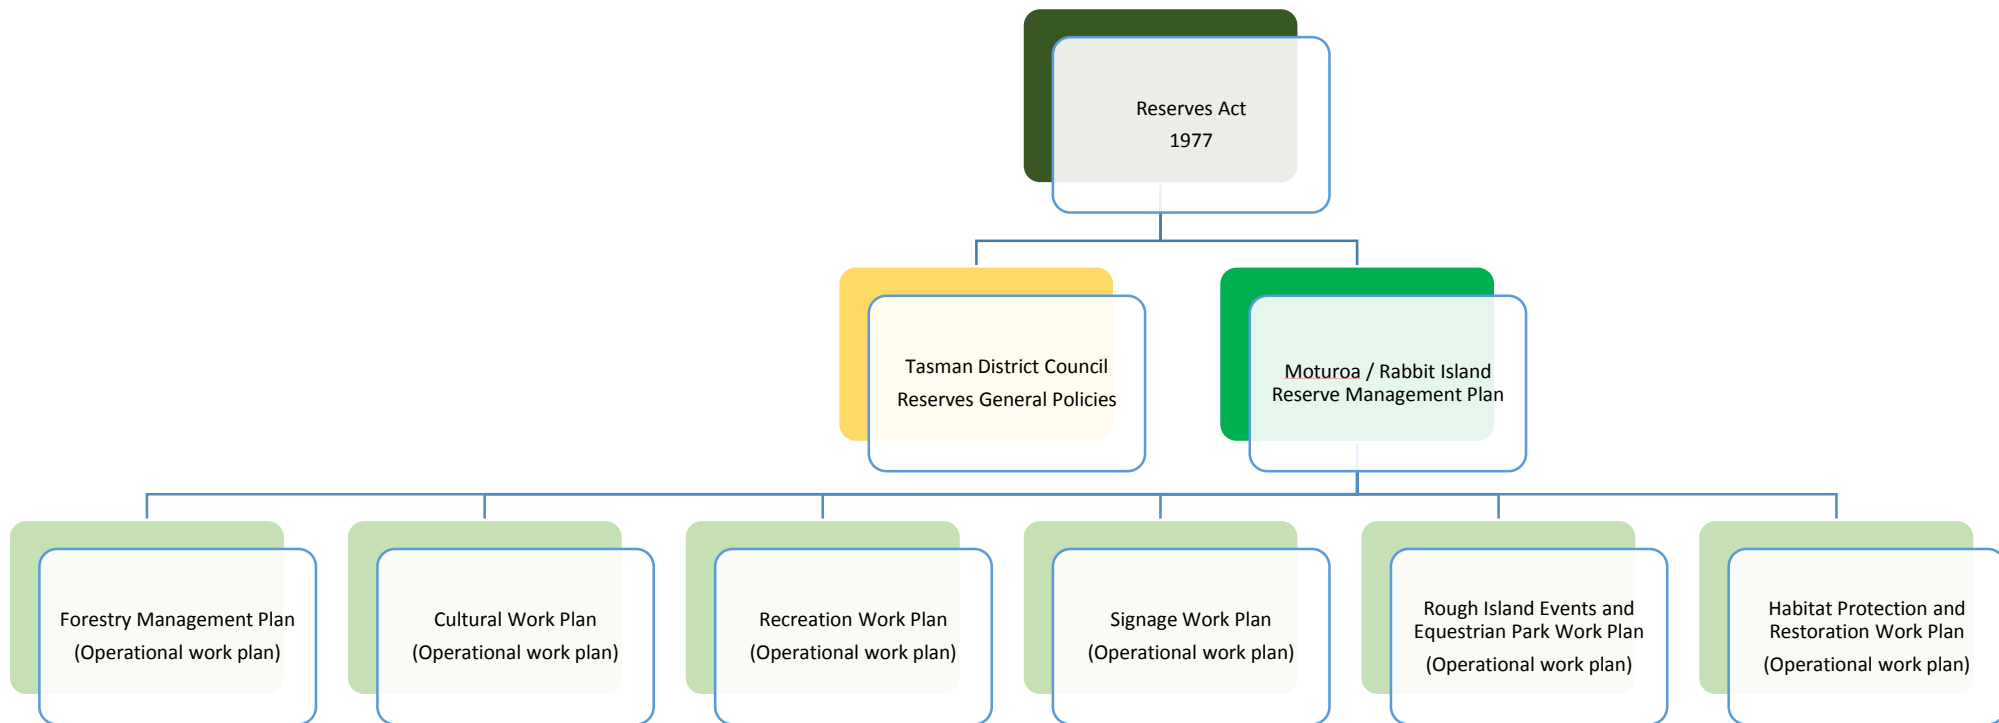 Reserves Act
1977
Tasman District Council
Reserves General Policies
Moturoa / Rabbit Island
Reserve Management Plan
Forestry Management Plan
(Operational work plan)
Cultural Work Plan
(Operational work plan)
Recreation Work Plan
(Operational work plan)
Signage Work Plan
(Operational work plan)
Rough Island Events and
Equestrian Park Work Plan
(Operational work plan)
Habitat Protection and
Restoration Work Plan
(Operational work plan)